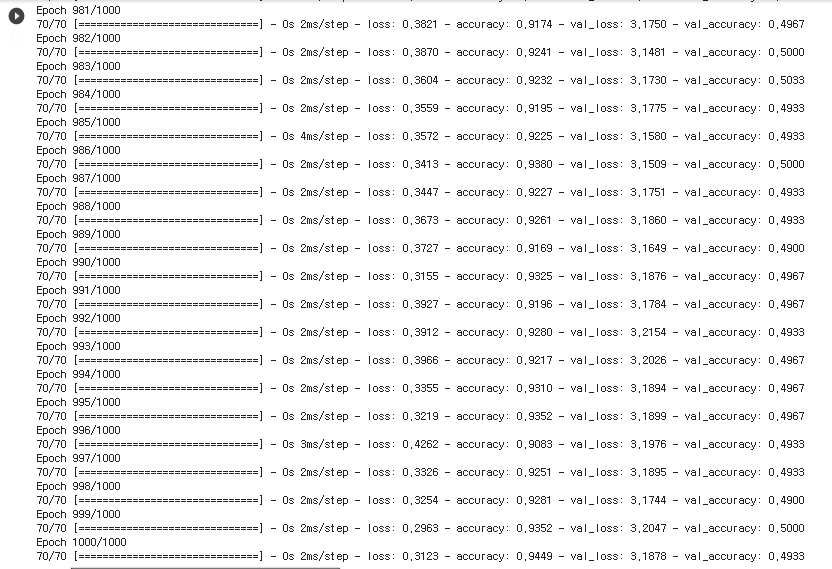 Epoch 981/1000
70/70 [==============================] - 0s 2ms/step - loss: 0.3821 - accuracy: 0.9174 - val_loss: 3.1750 - val_accuracy: 0.4967
Epoch 982/1000
70/70 [==============================] - 0s 2ms/step - loss: 0.3870 - accuracy: 0.9241 - val_loss: 3.1481 - val_accuracy: 0.5000
Epoch 983/1000
70/70 [==============================] - 0s 2ms/step - loss: 0.3604 - accuracy: 0.9232 - val_loss: 3.1730 - val_accuracy: 0.5033
Epoch 984/1000
70/70 [==============================] - 0s 2ms/step - loss: 0.3559 - accuracy: 0.9195 - val_loss: 3.1775 - val_accuracy: 0.4933
Epoch 985/1000
70/70 [==============================] - 0s 4ms/step - loss: 0.3572 - accuracy: 0.9225 - val_loss: 3.1580 - val_accuracy: 0.4933
Epoch 986/1000
70/70 [==============================] - 0s 2ms/step - loss: 0.3413 - accuracy: 0.9380 - val_loss: 3.1509 - val_accuracy: 0.5000
Epoch 987/1000
70/70 [==============================] - 0s 2ms/step - loss: 0.3447 - accuracy: 0.9227 - val_loss: 3.1751 - val_accuracy: 0.4933
Epoch 988/1000
70/70 [==============================] - 0s 2ms/step - loss: 0.3673 - accuracy: 0.9261 - val_loss: 3.1860 - val_accuracy: 0.4933
Epoch 989/1000
70/70 [==============================] - 0s 2ms/step - loss: 0.3727 - accuracy: 0.9169 - val_loss: 3.1649 - val_accuracy: 0.4900
Epoch 990/1000
70/70 [==============================] - 0s 2ms/step - loss: 0.3155 - accuracy: 0.9325 - val_loss: 3.1876 - val_accuracy: 0.4967
Epoch 991/1000
70/70 [==============================] - 0s 2ms/step - loss: 0.3927 - accuracy: 0.9196 - val_loss: 3.1784 - val_accuracy: 0.4967
Epoch 992/1000
70/70 [==============================] - 0s 2ms/step - loss: 0.3912 - accuracy: 0.9280 - val_loss: 3.2154 - val_accuracy: 0.4933
Epoch 993/1000
70/70 [==============================] - 0s 2ms/step - loss: 0.3966 - accuracy: 0.9217 - val_loss: 3.2026 - val_accuracy: 0.4967
Epoch 994/1000
70/70 [==============================] - 0s 2ms/step - loss: 0.3355 - accuracy: 0.9310 - val_loss: 3.1894 - val_accuracy: 0.4967
Epoch 995/1000
70/70 [==============================] - 0s 2ms/step - loss: 0.3219 - accuracy: 0.9352 - val_loss: 3.1899 - val_accuracy: 0.4967
Epoch 996/1000
70/70 [==============================] - 0s 3ms/step - loss: 0.4262 - accuracy: 0.9083 - val_loss: 3.1976 - val_accuracy: 0.4933
Epoch 997/1000
70/70 [==============================] - 0s 2ms/step - loss: 0.3326 - accuracy: 0.9251 - val_loss: 3.1895 - val_accuracy: 0.4933
Epoch 998/1000
70/70 [==============================] - 0s 2ms/step - loss: 0.3254 - accuracy: 0.9281 - val_loss: 3.1744 - val_accuracy: 0.4900
Epoch 999/1000
70/70 [==============================] - 0s 2ms/step - loss: 0.2963 - accuracy: 0.9352 - val_loss: 3.2047 - val_accuracy: 0.5000
Epoch 1000/1000
70/70 [==============================] - 0s 2ms/step - loss: 0.3123 - accuracy: 0.9449 - val_loss: 3.1878 - val_accuracy: 0.4933